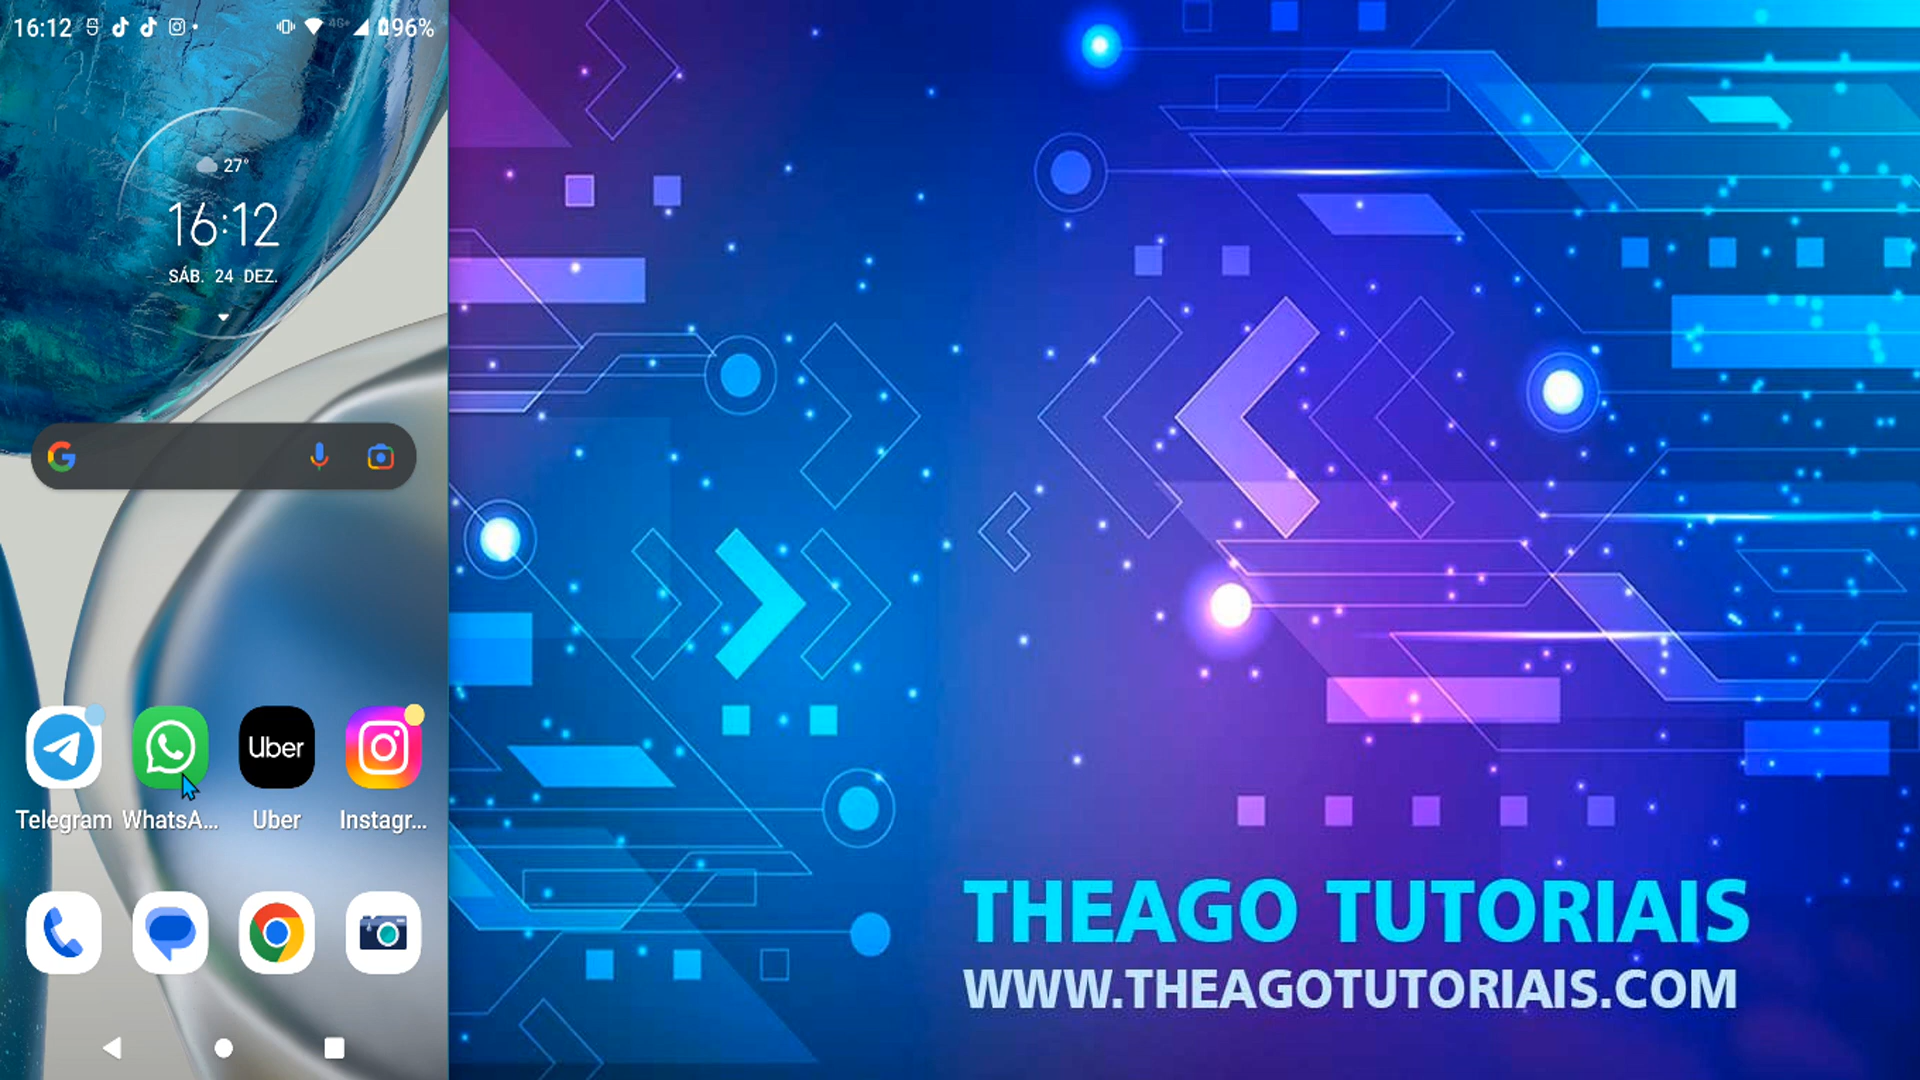 16:12
4G+
96%
27°
16:12
SÁB. 24 DEZ.
Telegram
WhatsA...
Uber
Uber
Instagr...
THEAGO TUTORIAIS
WWW.THEAGOTUTORIAIS.COM